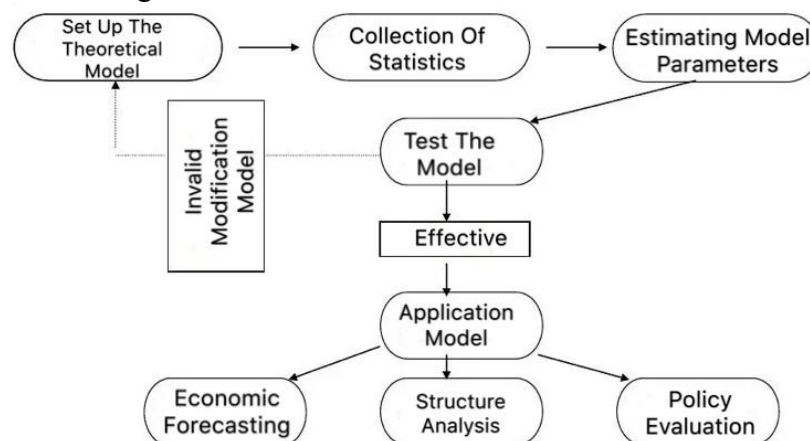 Set Up The
Theoretical
Model
Collection Of
Statistics
Estimating Model
Parameters
Test The
Model
Invalid
Modification
Model
Effective
Application
Model
Economic
Forecasting
Structure
Analysis
Policy
Evaluation